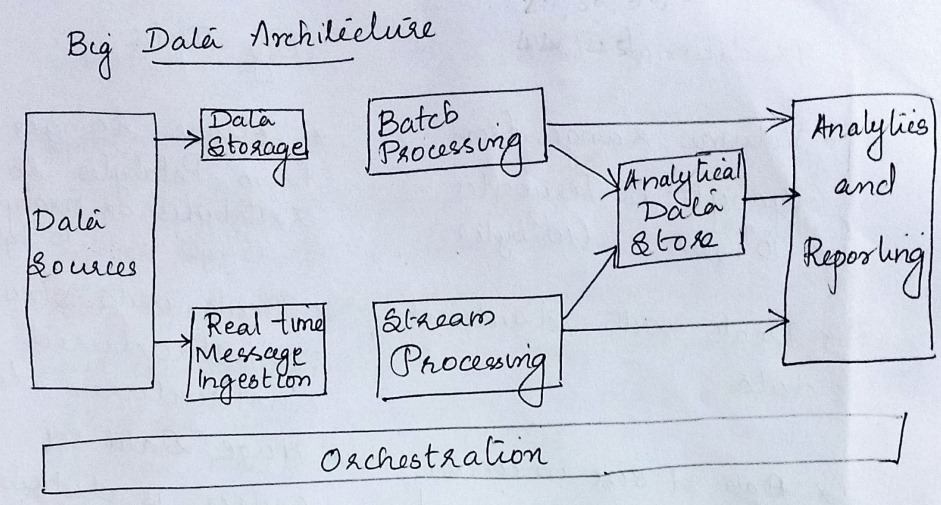 Big Data Architecture
Data
Storage
Batch
Processing
Analytics
and
Reporting
Analytical
Data
Store
Data
Sources
Real time
Message
Ingestion
Stream
Processing
Orchestration